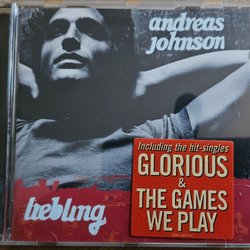 andreas
johnson
liebling
Including the hit-singles
GLORIOUS
&
THE GAMES
WE PLAY